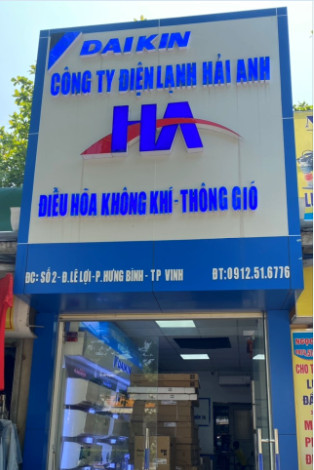 DAIKIN
CÔNG TY ĐIỆN LẠNH HẢI ANH
HA
ĐIỀU HÒA KHÔNG KHÍ - THÔNG GIÓ
ĐC: SỐ 2 - Đ.LÊ LỢI - P.HƯNG BÌNH - TP VINH ĐT:0912.51.6776
DAIKIN